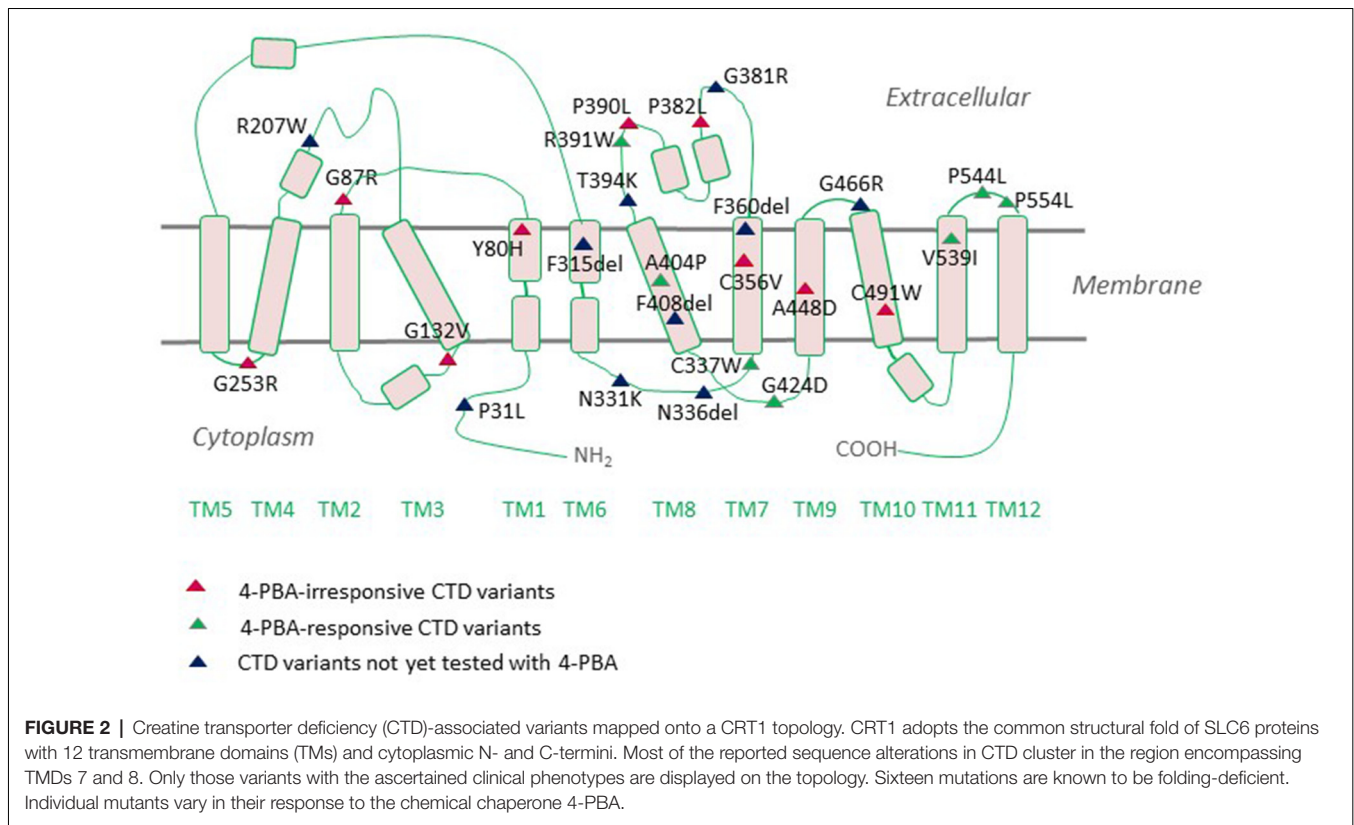 G381R
P390L P382L
Extracellular
R207W
R391W
G87R
T394K
G466R
P544L
P554L
F360del
Y80H
F315del
A404P
C356V
V539I
Membrane
F408del
A448D
C491W
G132V
C337W
G253R
N331K
N336del
G424D
P31L
Cytoplasm
NH2
COOH
TM5 TM4 TM2 TM3 TM1 TM6 TM8 TM7 TM9 TM10 TM11 TM12
4-PBA-irresponsive CTD variants
4-PBA-responsive CTD variants
CTD variants not yet tested with 4-PBA
FIGURE 2 | Creatine transporter deficiency (CTD)-associated variants mapped onto a CRT1 topology. CRT1 adopts the common structural fold of SLC6 proteins
with 12 transmembrane domains (TMs) and cytoplasmic N- and C-termini. Most of the reported sequence alterations in CTD cluster in the region encompassing
TMDs 7 and 8. Only those variants with the ascertained clinical phenotypes are displayed on the topology. Sixteen mutations are known to be folding-deficient.
Individual mutants vary in their response to the chemical chaperone 4-PBA.